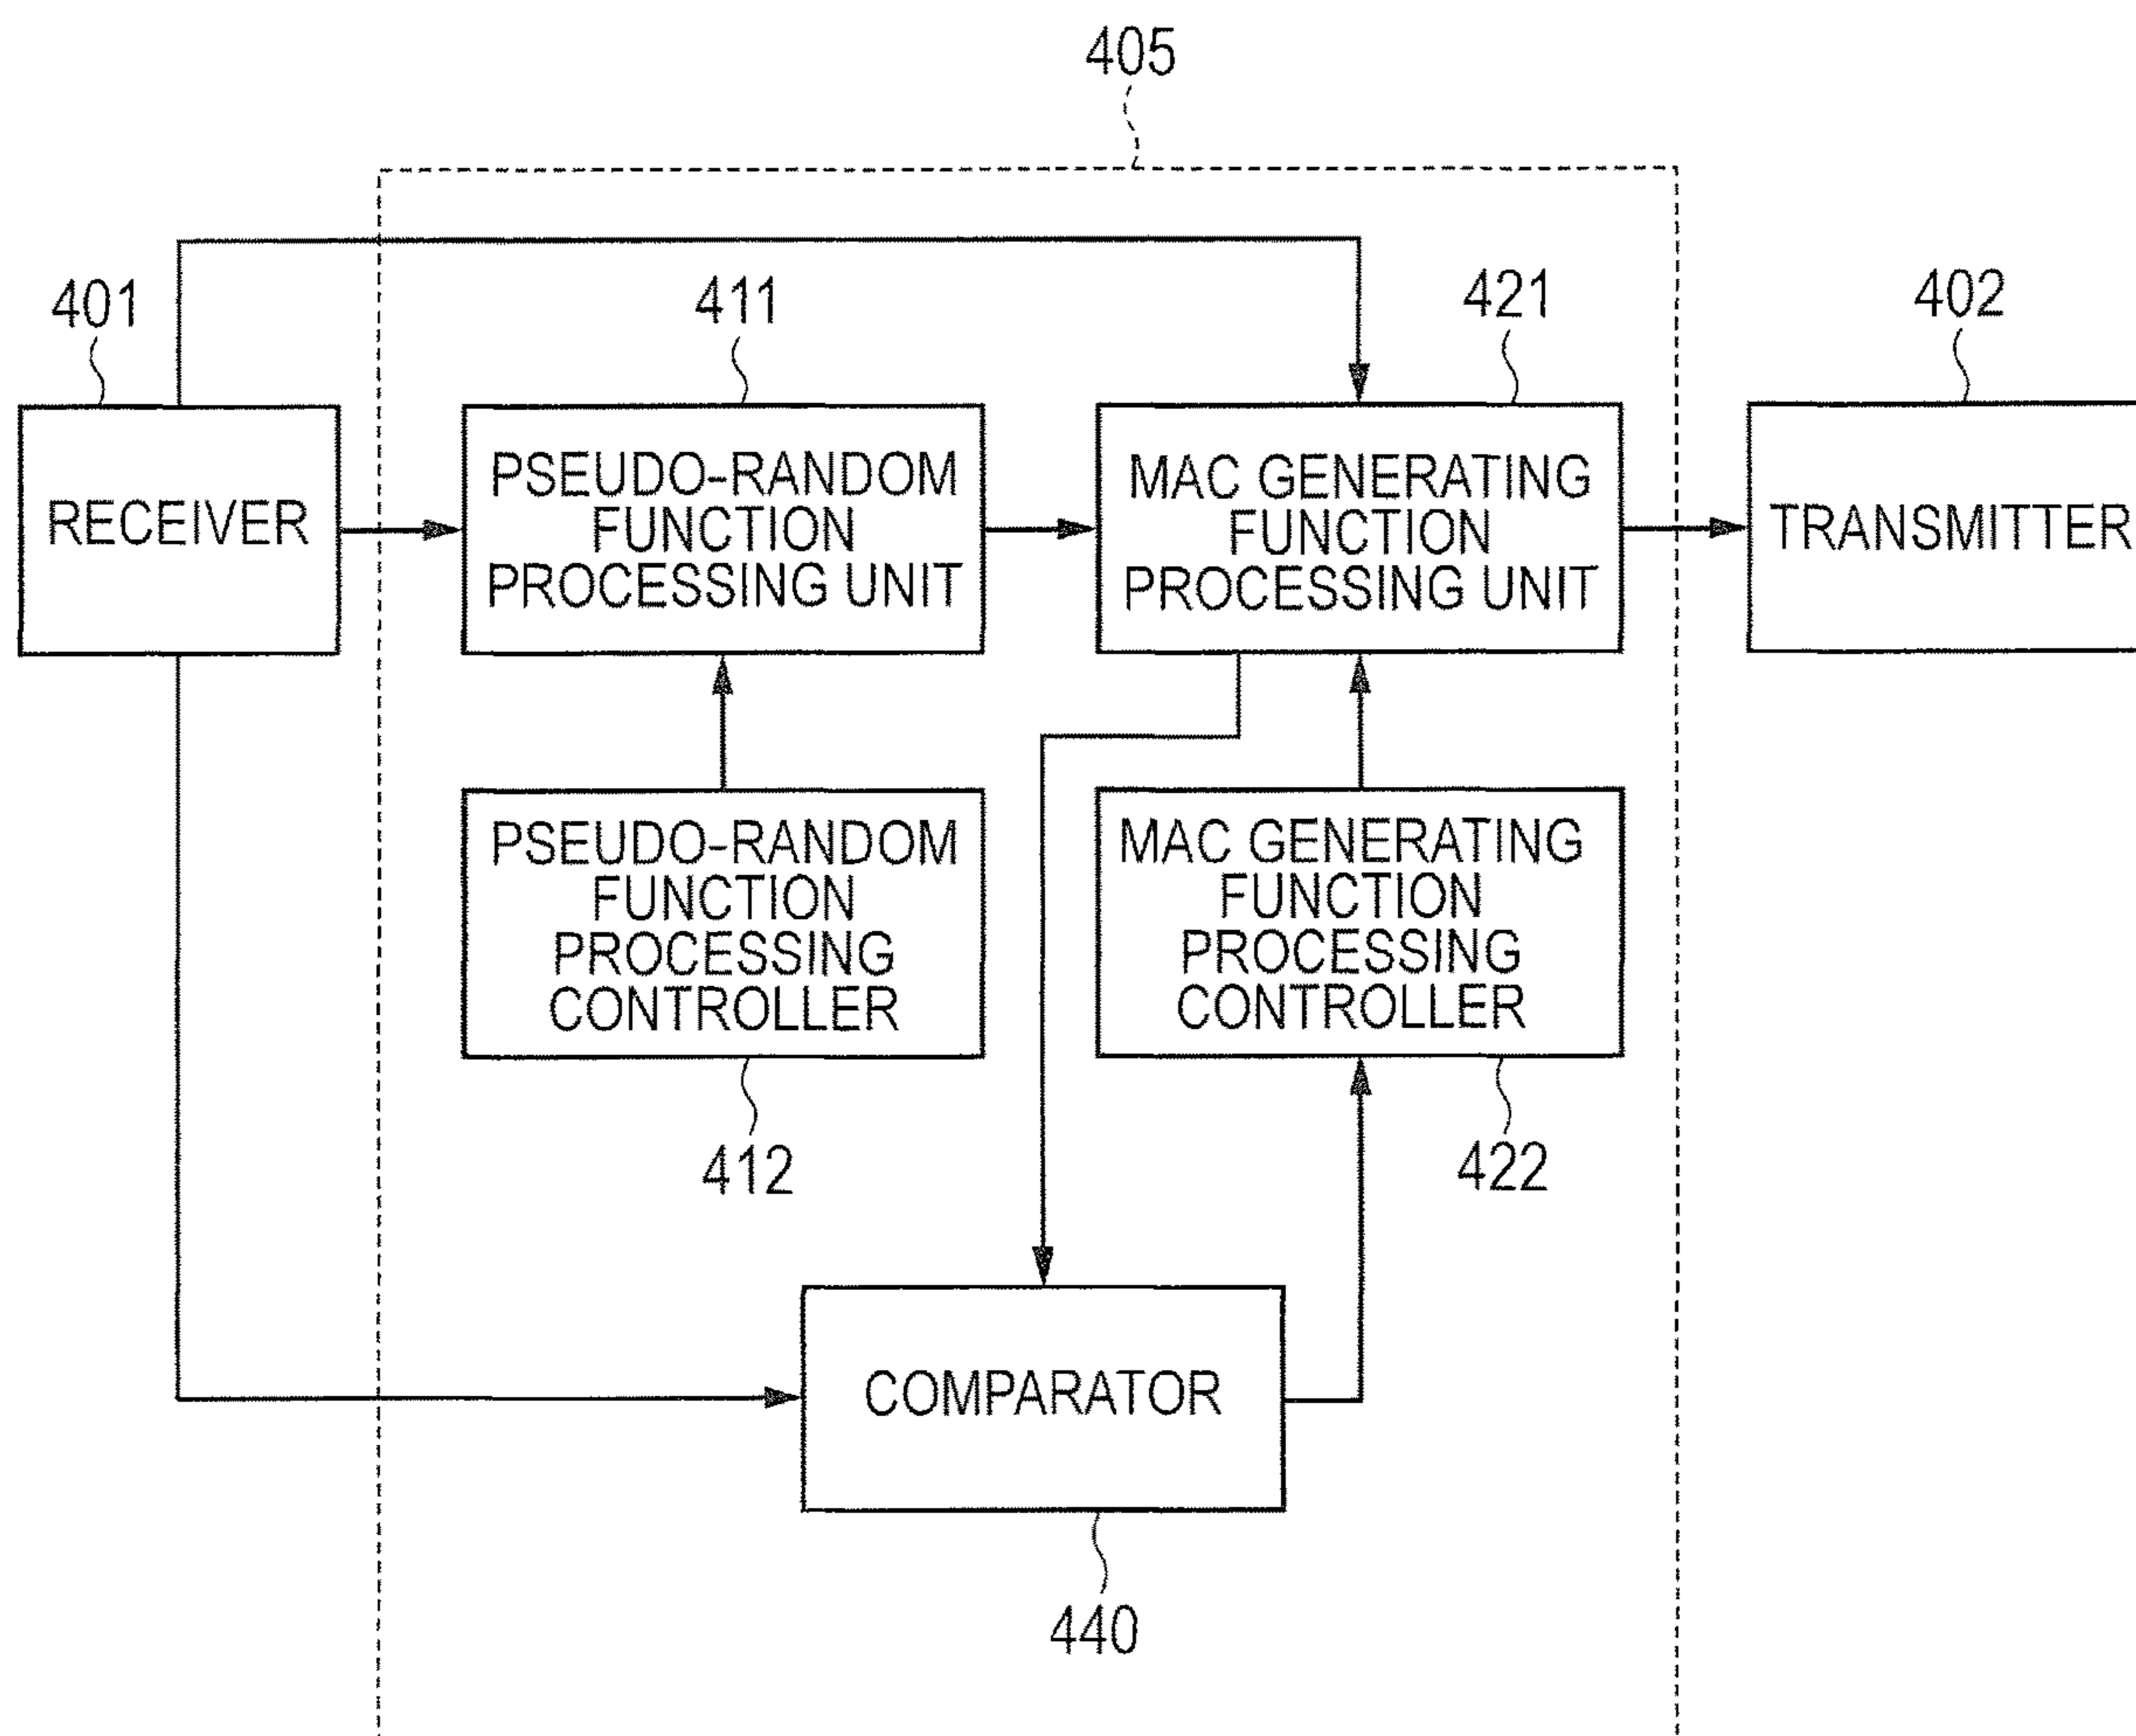 405
401
411
421
402
RECEIVER
PSEUDO-RANDOM
FUNCTION
PROCESSING UNIT
MAC GENERATING
FUNCTION
PROCESSING UNIT
TRANSMITTER
PSEUDO-RANDOM
FUNCTION
PROCESSING
CONTROLLER
MAC GENERATING
FUNCTION
PROCESSING
CONTROLLER
412
422
COMPARATOR
440